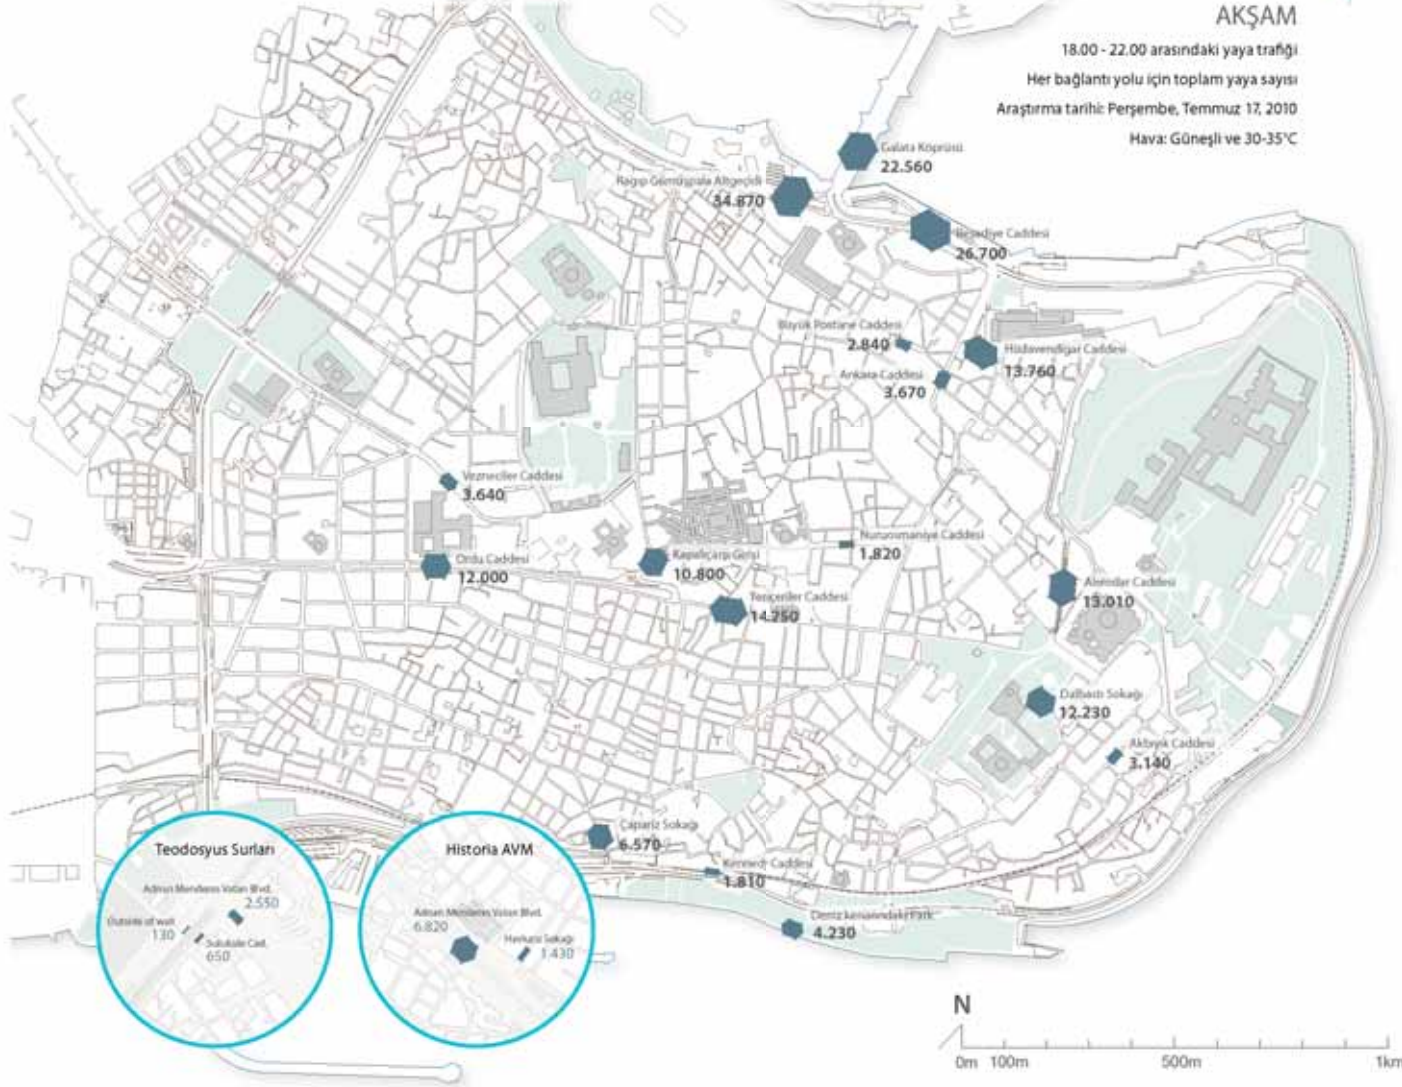 AKŞAM
18.00 - 22.00 arasındaki yaya trafiği
Her bağlantı yolu için toplam yaya sayısı
Araştırma tarihi: Perşembe, Temmuz 17, 2010
Hava: Güneşli ve 30-35°C
Galata Köprüsü
22.560
Ragıp Gümüşpala Altgeçidi
34.870
Reşadiye Caddesi
26.700
Büyük Postane Caddesi
2.840
Hüdavendigar Caddesi
13.760
Ankara Caddesi
3.670
Vezneciler Caddesi
3.640
Nuruosmaniye Caddesi
1.820
Ordu Caddesi
12.000
Kapalıçarşı Girişi
10.800
Yeniçeriler Caddesi
14.250
Alemdar Caddesi
13.010
Dalbastı Sokağı
12.230
Akbıyık Caddesi
3.140
Çapariz Sokağı
6.570
Kennedy Caddesi
1.810
Deniz kenarındaki Park
4.230
Teodosyus Surları
Adnan Menderes Vatan Blvd.
2.550
Outside of wall
130
Sulukule Cad.
650
Historia AVM
Adnan Menderes Vatan Blvd.
6.820
Sokağı
1.430
N
0m 100m 500m 1km